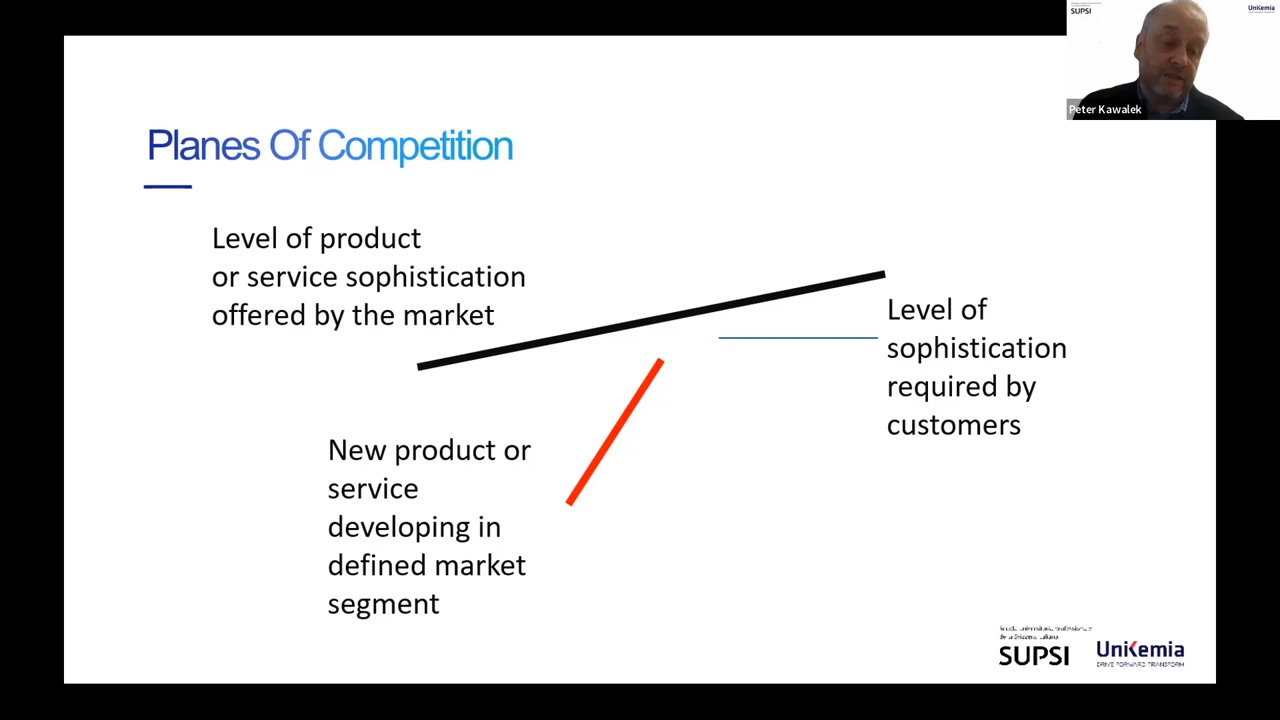 SUPSI
UniKemia
Peter Kawalek
Planes Of Competition
Level of product
or service sophistication
offered by the market
Level of
sophistication
required by
customers
New product or
service
developing in
defined market
segment
SUPSI
UniKemia
DRIVE FORWARD TRANSFORM